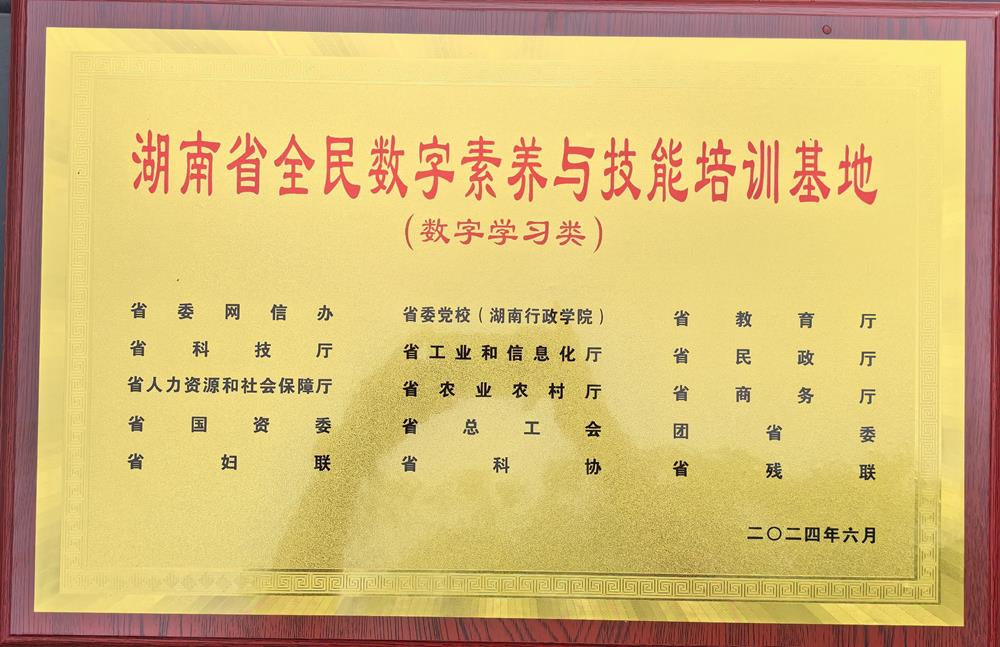 湖南省全民数字素养与技能培训基地
(数字学习类)
省委网信办 省委党校(湖南行政学院) 省教育厅
省科技厅 省工业和信息化厅 省民政厅
省人力资源和社会保障厅 省农业农村厅 省商务厅
省国资委 省总工会 团省委
省妇联 省科协 省残联
二〇二四年六月